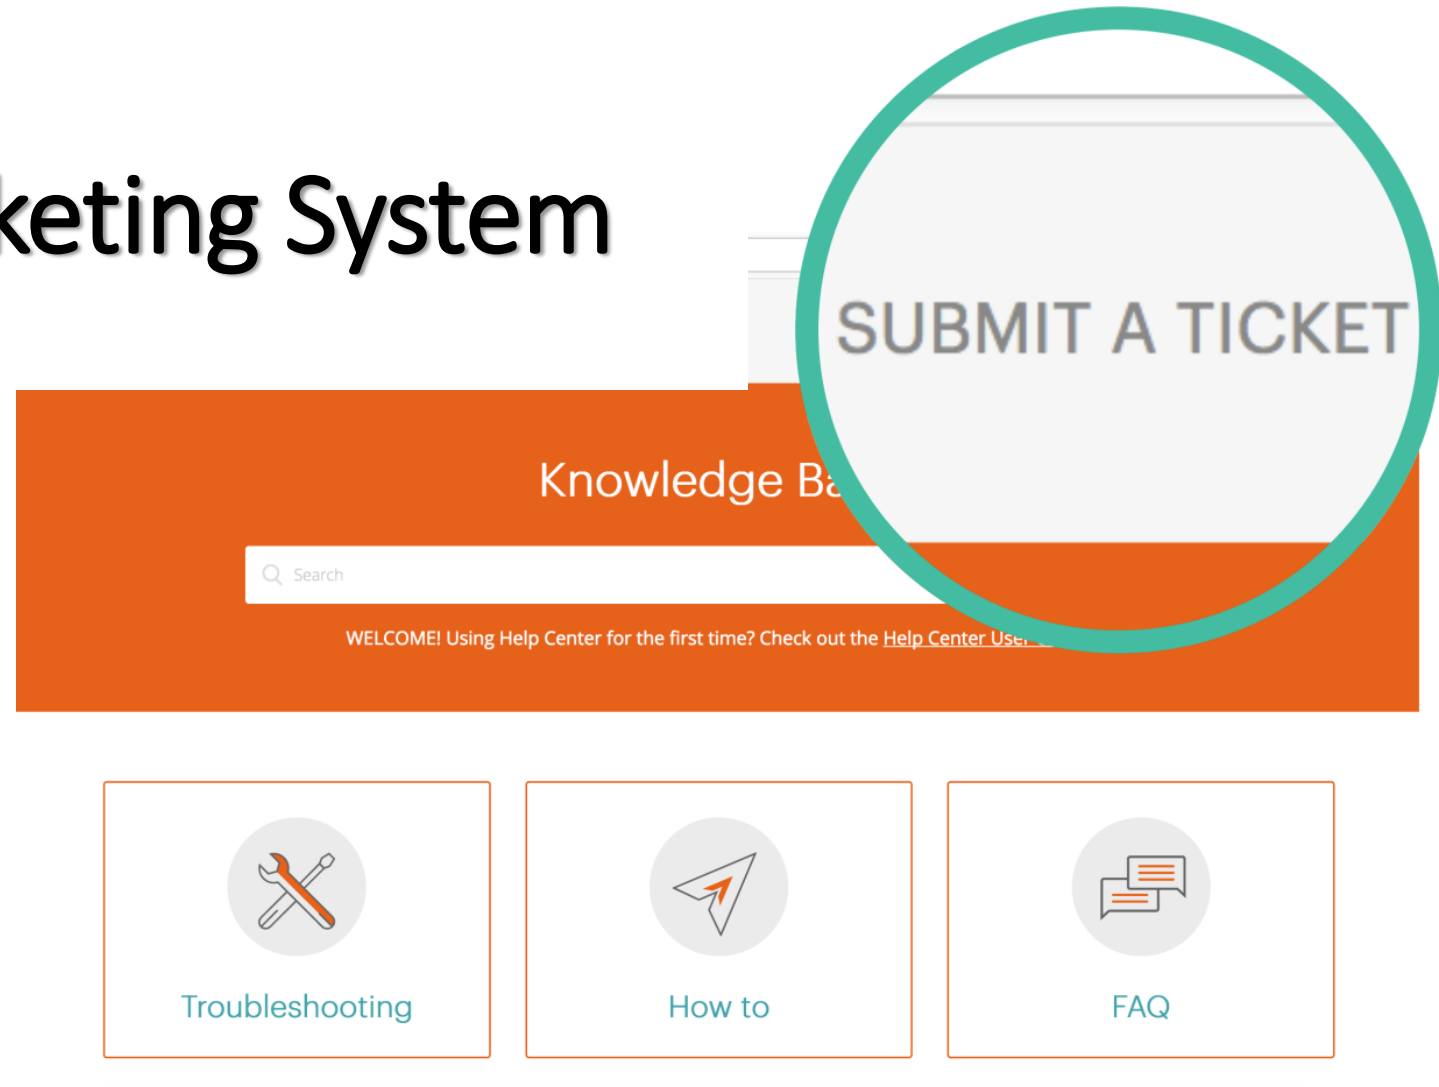 keting System
SUBMIT A TICKET
Knowledge Ba
Search
WELCOME! Using Help Center for the first time? Check out the Help Center User
Troubleshooting
How to
FAQ